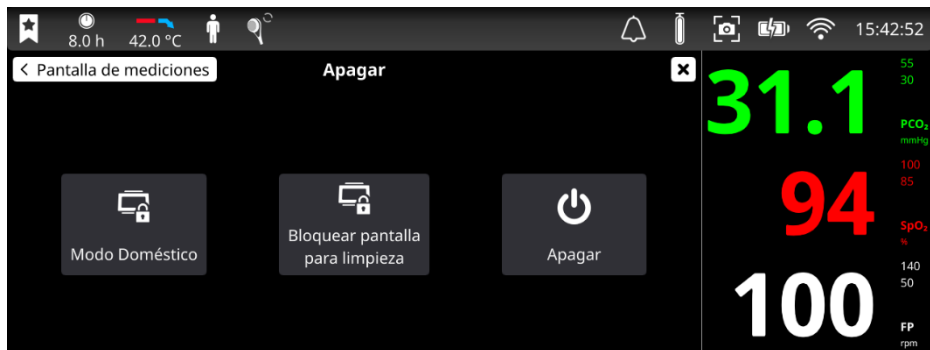 8.0 h 42.0 °C 15:42:52
Pantalla de mediciones Apagar
Modo Doméstico
Bloquear pantalla
para limpieza
Apagar
31.1
55
30
PCO₂
mmHg
94
100
85
SpO₂
%
100
140
50
FP
rpm